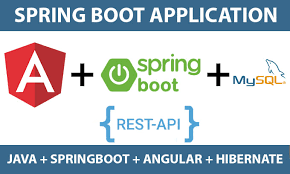 SPRING BOOT APPLICATION
A + spring boot + MySQL
{REST-API}
JAVA + SPRINGBOOT + ANGULAR + HIBERNATE